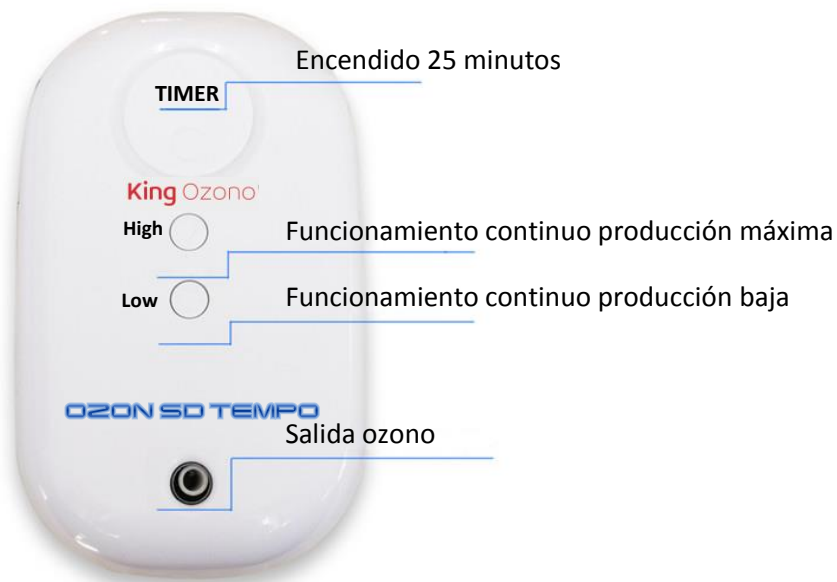 Encendido 25 minutos
TIMER
King Ozono
High
Funcionamiento continuo producción máxima
Low
Funcionamiento continuo producción baja
OZON SD TEMPO
Salida ozono